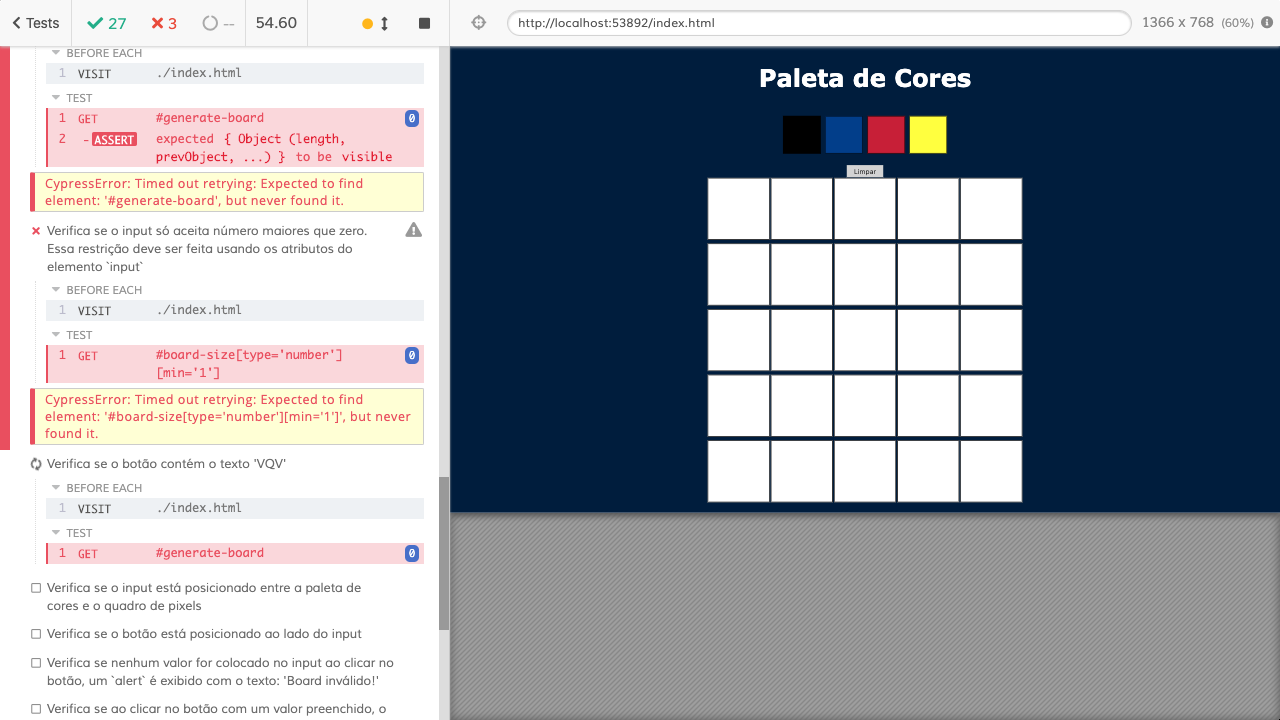 Tests
27
3
--
54.60
http://localhost:53892/index.html
1366 x 768 (60%)
BEFORE EACH
1 VISIT ./index.html
TEST
1 GET #generate-board 0
2 -ASSERT expected { Object (length,
prevObject, ...) } to be visible
CypressError: Timed out retrying: Expected to find
element: '#generate-board', but never found it.
Verifica se o input só aceita número maiores que zero.
Essa restrição deve ser feita usando os atributos do
elemento `input`
BEFORE EACH
1 VISIT ./index.html
TEST
1 GET #board-size[type='number'] 0
[min='1']
CypressError: Timed out retrying: Expected to find
element: '#board-size[type='number'][min='1']', but never
found it.
Verifica se o botão contém o texto 'VQV'
BEFORE EACH
1 VISIT ./index.html
TEST
1 GET #generate-board 0
Verifica se o input está posicionado entre a paleta de
cores e o quadro de pixels
Verifica se o botão está posicionado ao lado do input
Verifica se nenhum valor for colocado no input ao clicar no
botão, um `alert` é exibido com o texto: 'Board inválido!'
Verifica se ao clicar no botão com um valor preenchido, o
Paleta de Cores
Limpar